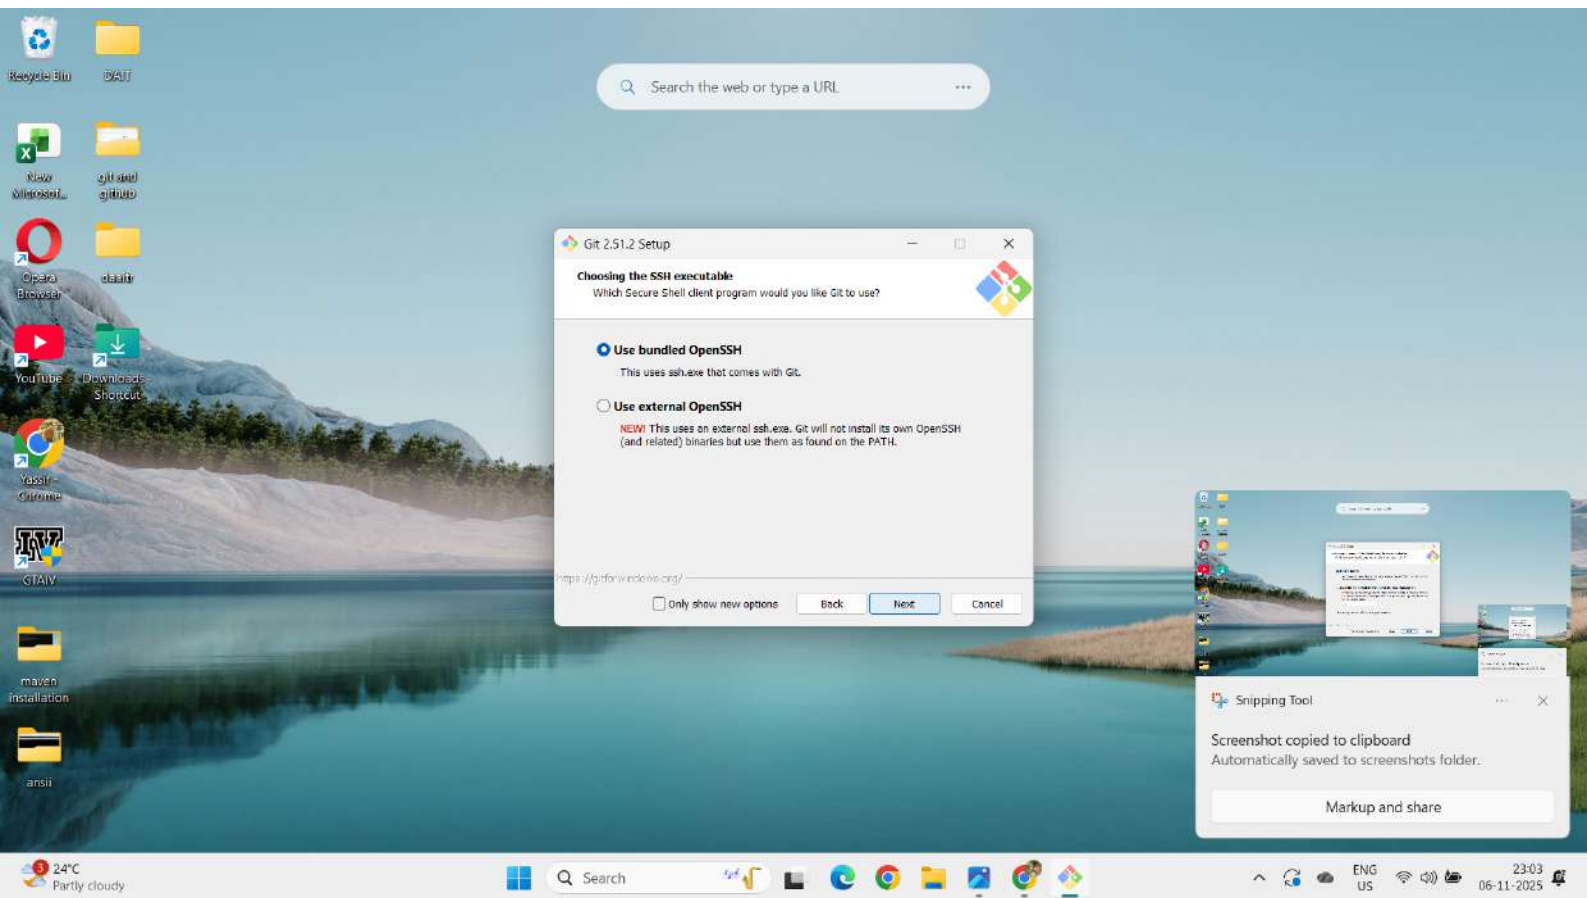 Recycle Bin
DAIT
New
Microsof...
git and
github
Opera
Browser
daaitr
YouTube
Downloads
Shortcut
Yassir -
Chrome
GTAIV
maven
installation
ansii
Search the web or type a URL
Git 2.51.2 Setup
Choosing the SSH executable
Which Secure Shell client program would you like Git to use?
Use bundled OpenSSH
This uses ssh.exe that comes with Git.
Use external OpenSSH
NEW! This uses an external ssh.exe. Git will not install its own OpenSSH
(and related) binaries but use them as found on the PATH.
https://gitforwindows.org/
Only show new options
Back
Next
Cancel
Snipping Tool
Screenshot copied to clipboard
Automatically saved to screenshots folder.
Markup and share
3
24°C
Partly cloudy
Search
ENG
US
23:03
06-11-2025